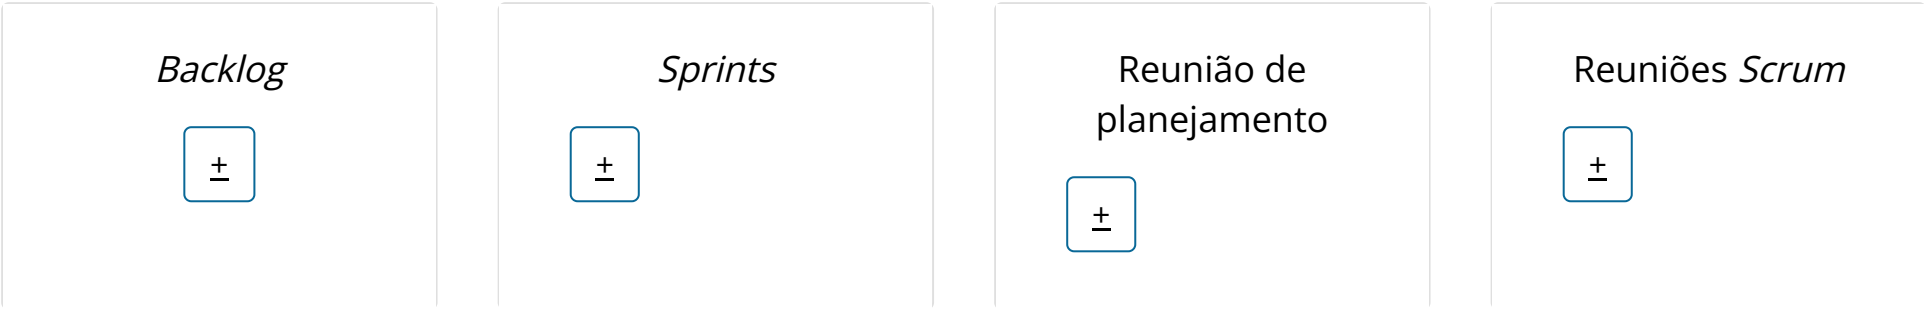 Backlog
±
Sprints
±
Reunião de
planejamento
±
Reuniões Scrum
±